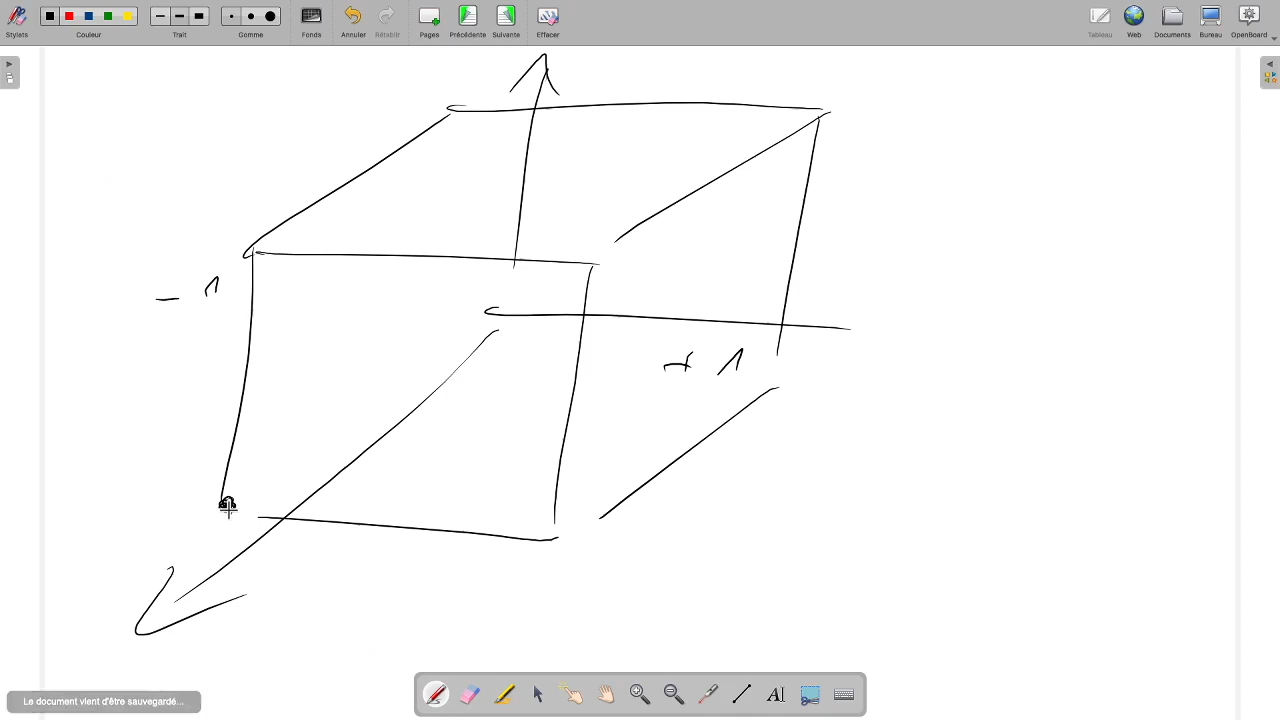 Stylets Couleur Trait Gomme Fonds Annuler Rétablir Pages Précédente Suivante Effacer Tableau Web Documents Bureau OpenBoard
- 1
+ 1
AI
Le document vient d'être sauvegardé...